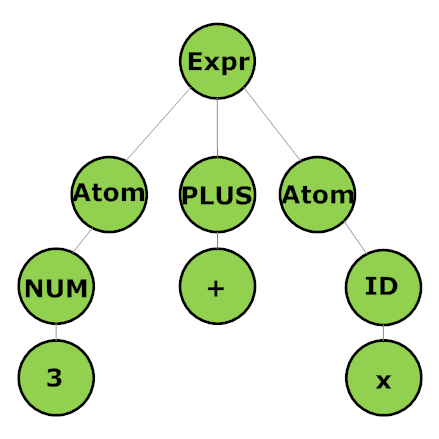 Expr
Atom PLUS Atom
NUM + ID
3 x